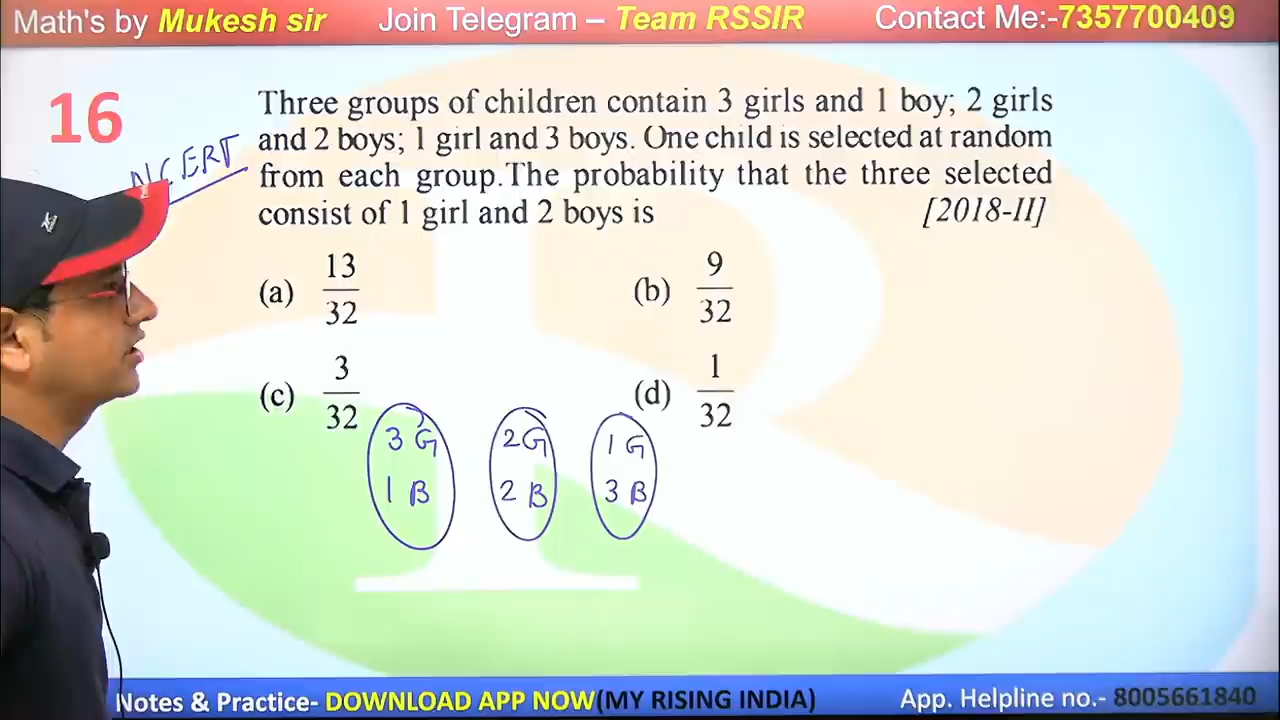 Math's by Mukesh sir Join Telegram – Team RSSIR Contact Me:-7357700409
16
NCERT
Three groups of children contain 3 girls and 1 boy; 2 girls
and 2 boys; 1 girl and 3 boys. One child is selected at random
from each group.The probability that the three selected
consist of 1 girl and 2 boys is [2018-II]
(a) 13/32 (b) 9/32
(c) 3/32 (d) 1/32
3 G 2G 1 G
1 B 2 B 3 B
Notes & Practice- DOWNLOAD APP NOW(MY RISING INDIA) App. Helpline no.- 8005661840